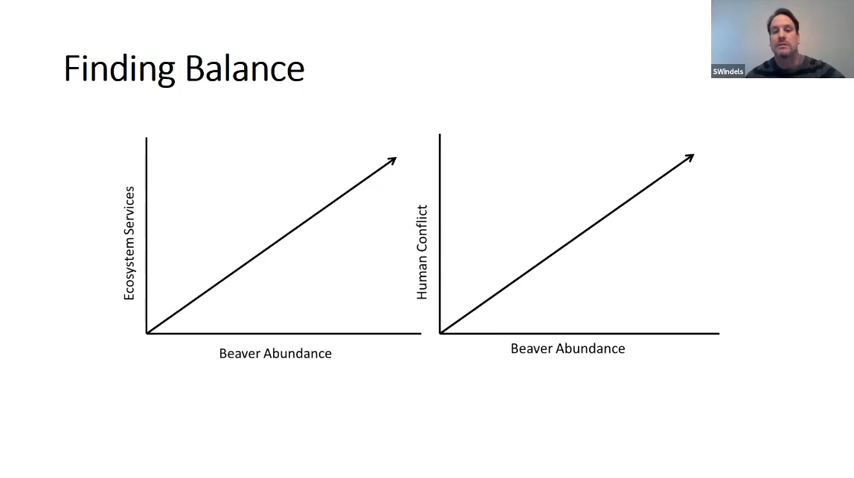 Finding Balance
SWindels
Ecosystem Services
Beaver Abundance
Human Conflict
Beaver Abundance